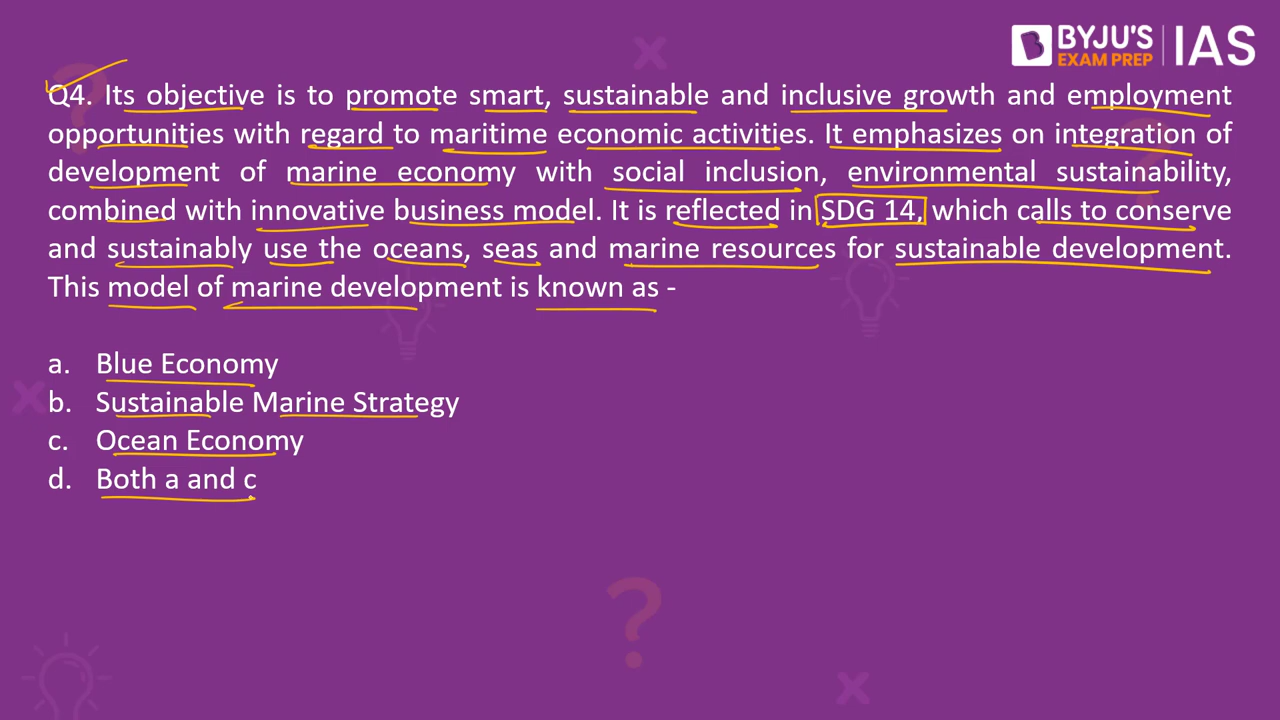 BYJU'S
EXAM PREP
IAS
Q4. Its objective is to promote smart, sustainable and inclusive growth and employment
opportunities with regard to maritime economic activities. It emphasizes on integration of
development of marine economy with social inclusion, environmental sustainability,
combined with innovative business model. It is reflected in SDG 14, which calls to conserve
and sustainably use the oceans, seas and marine resources for sustainable development.
This model of marine development is known as -
a. Blue Economy
b. Sustainable Marine Strategy
c. Ocean Economy
d. Both a and c